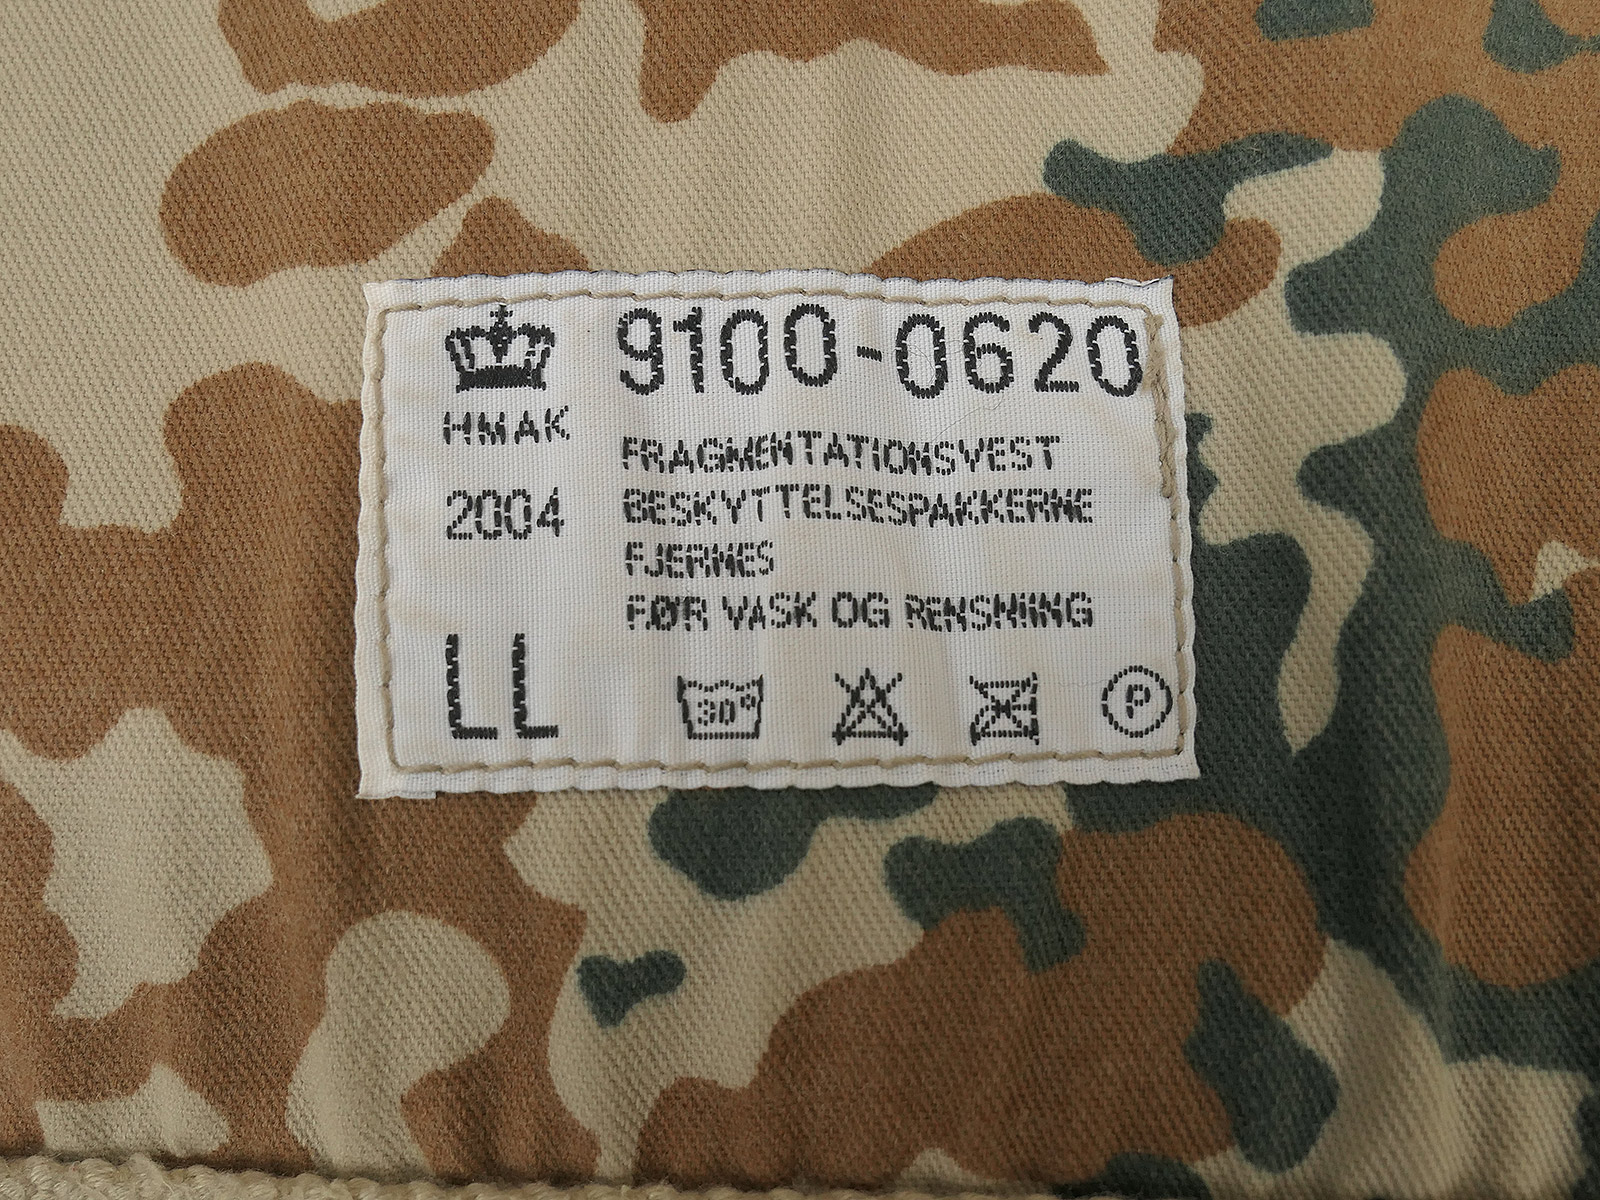 9100-0620
HMAK
2004
LL
FRAGMENTATIONSVEST
BESKYTTELSESPAKKERNE
FJERNES
FØR VASK OG RENSNING
30°
P